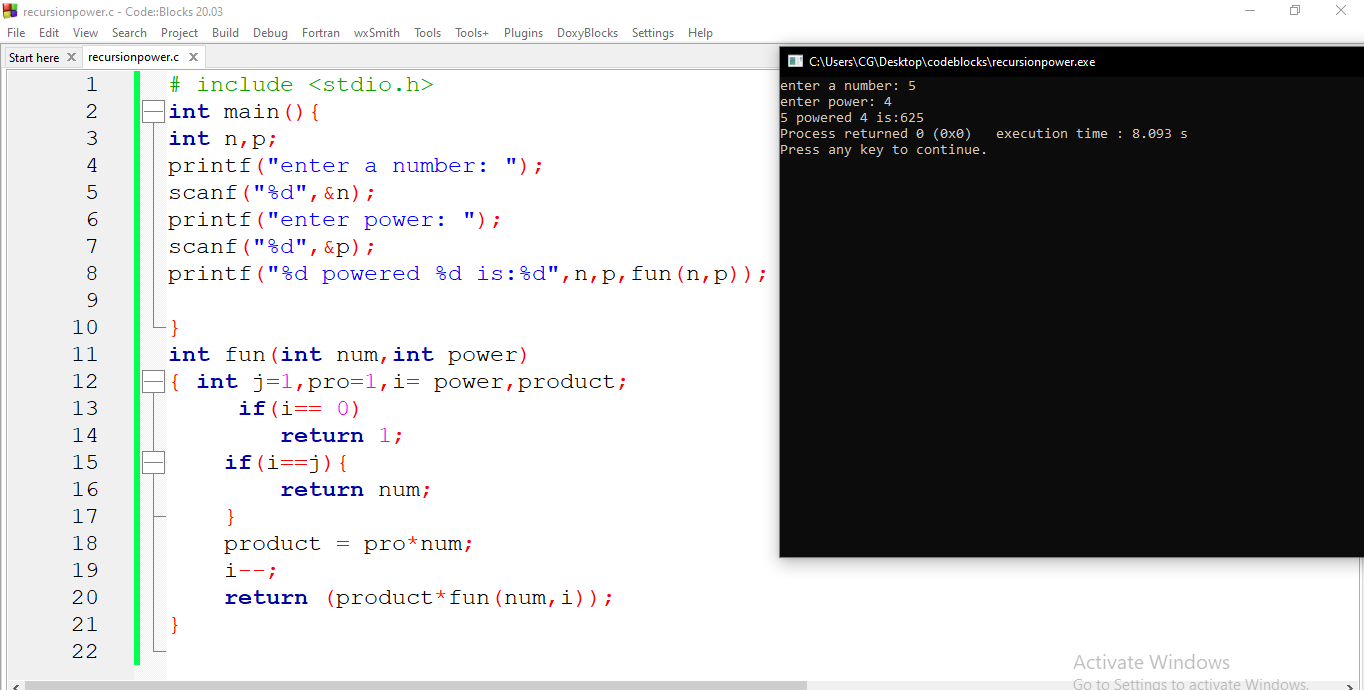 recursionpower.c - Code::Blocks 20.03
File Edit View Search Project Build Debug Fortran wxSmith Tools Tools+ Plugins DoxyBlocks Settings Help
Start here recursionpower.c
1 # include <stdio.h>
2 int main(){
3 int n,p;
4 printf("enter a number: ");
5 scanf("%d",&n);
6 printf("enter power: ");
7 scanf("%d",&p);
8 printf("%d powered %d is:%d",n,p,fun(n,p));
9
10 }
11 int fun(int num,int power)
12 { int j=1,pro=1,i= power,product;
13 if(i== 0)
14 return 1;
15 if(i==j){
16 return num;
17 }
18 product = pro*num;
19 i--;
20 return (product*fun(num,i));
21 }
22
C:\Users\CG\Desktop\codeblocks\recursionpower.exe
enter a number: 5
enter power: 4
5 powered 4 is:625
Process returned 0 (0x0)   execution time : 8.093 s
Press any key to continue.
Activate Windows
Go to Settings to activate Windows.